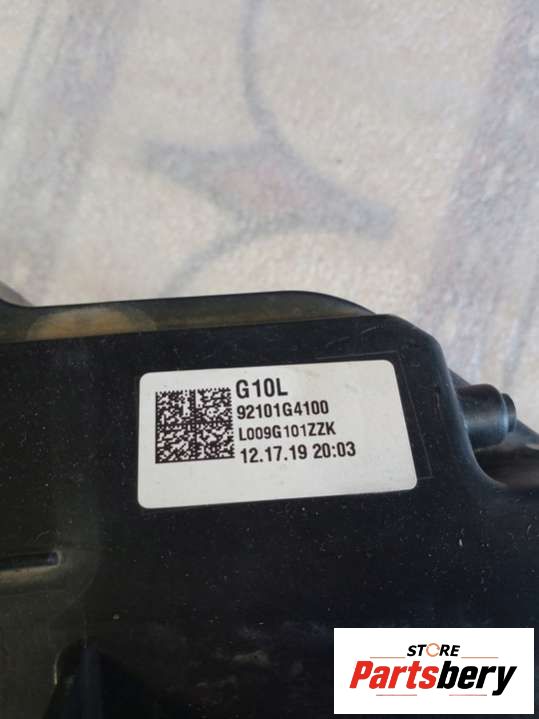 G10L
92101G4100
L009G101ZZK
12.17.19 20:03
STORE
Partsbery